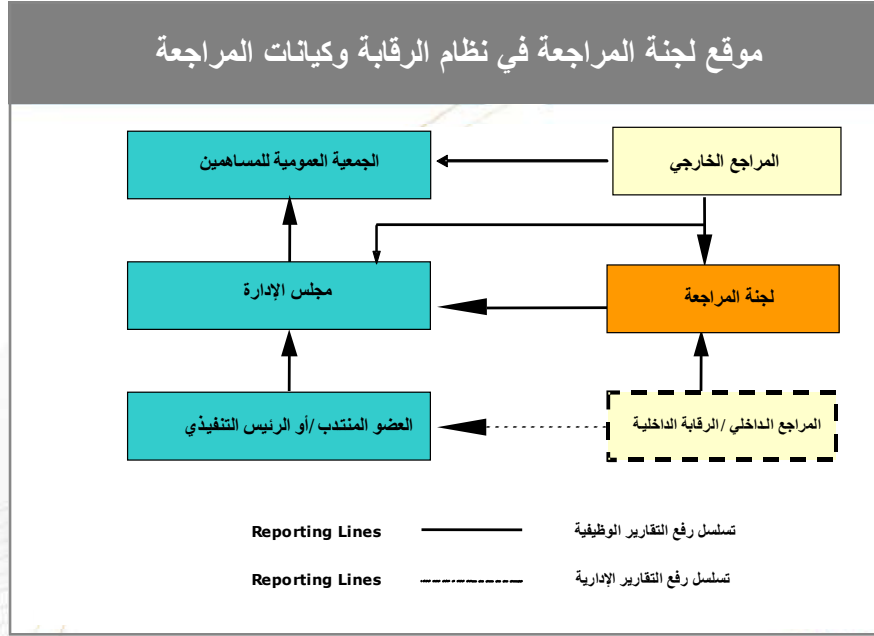 موقع لجنة المراجعة في نظام الرقابة وكيانات المراجعة
المراجع الخارجي
الجمعية العمومية للمساهمين
لجنة المراجعة
مجلس الإدارة
المراجع الداخلي /الرقابة الداخلية
العضو المنتدب /أو الرئيس التنفيذي
تسلسل رفع التقارير الوظيفية
Reporting Lines
تسلسل رفع التقارير الإدارية
Reporting Lines